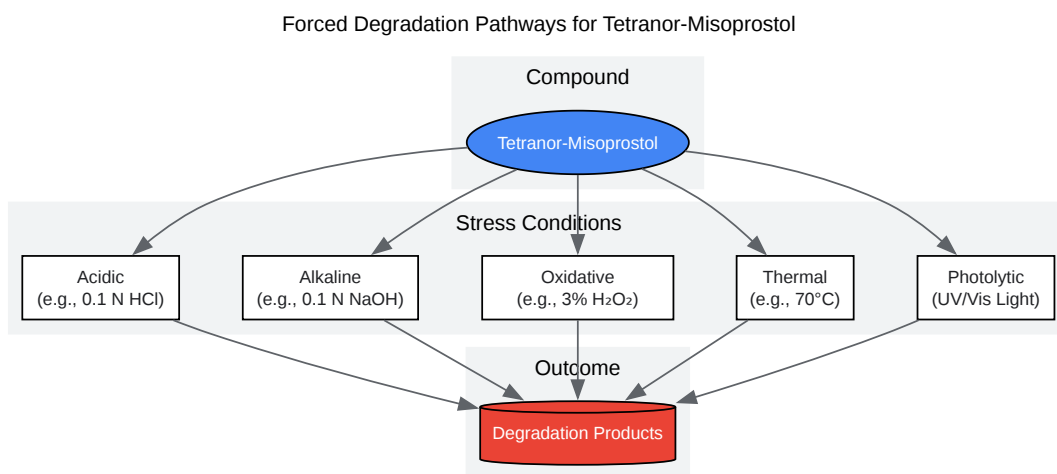 Forced Degradation Pathways for Tetranor-Misoprostol
Compound
Tetranor-Misoprostol
Stress Conditions
Acidic
(e.g., 0.1 N HCl)
Alkaline
(e.g., 0.1 N NaOH)
Oxidative
(e.g., 3% H₂O₂)
Thermal
(e.g., 70°C)
Photolytic
(UV/Vis Light)
Outcome
Degradation Products